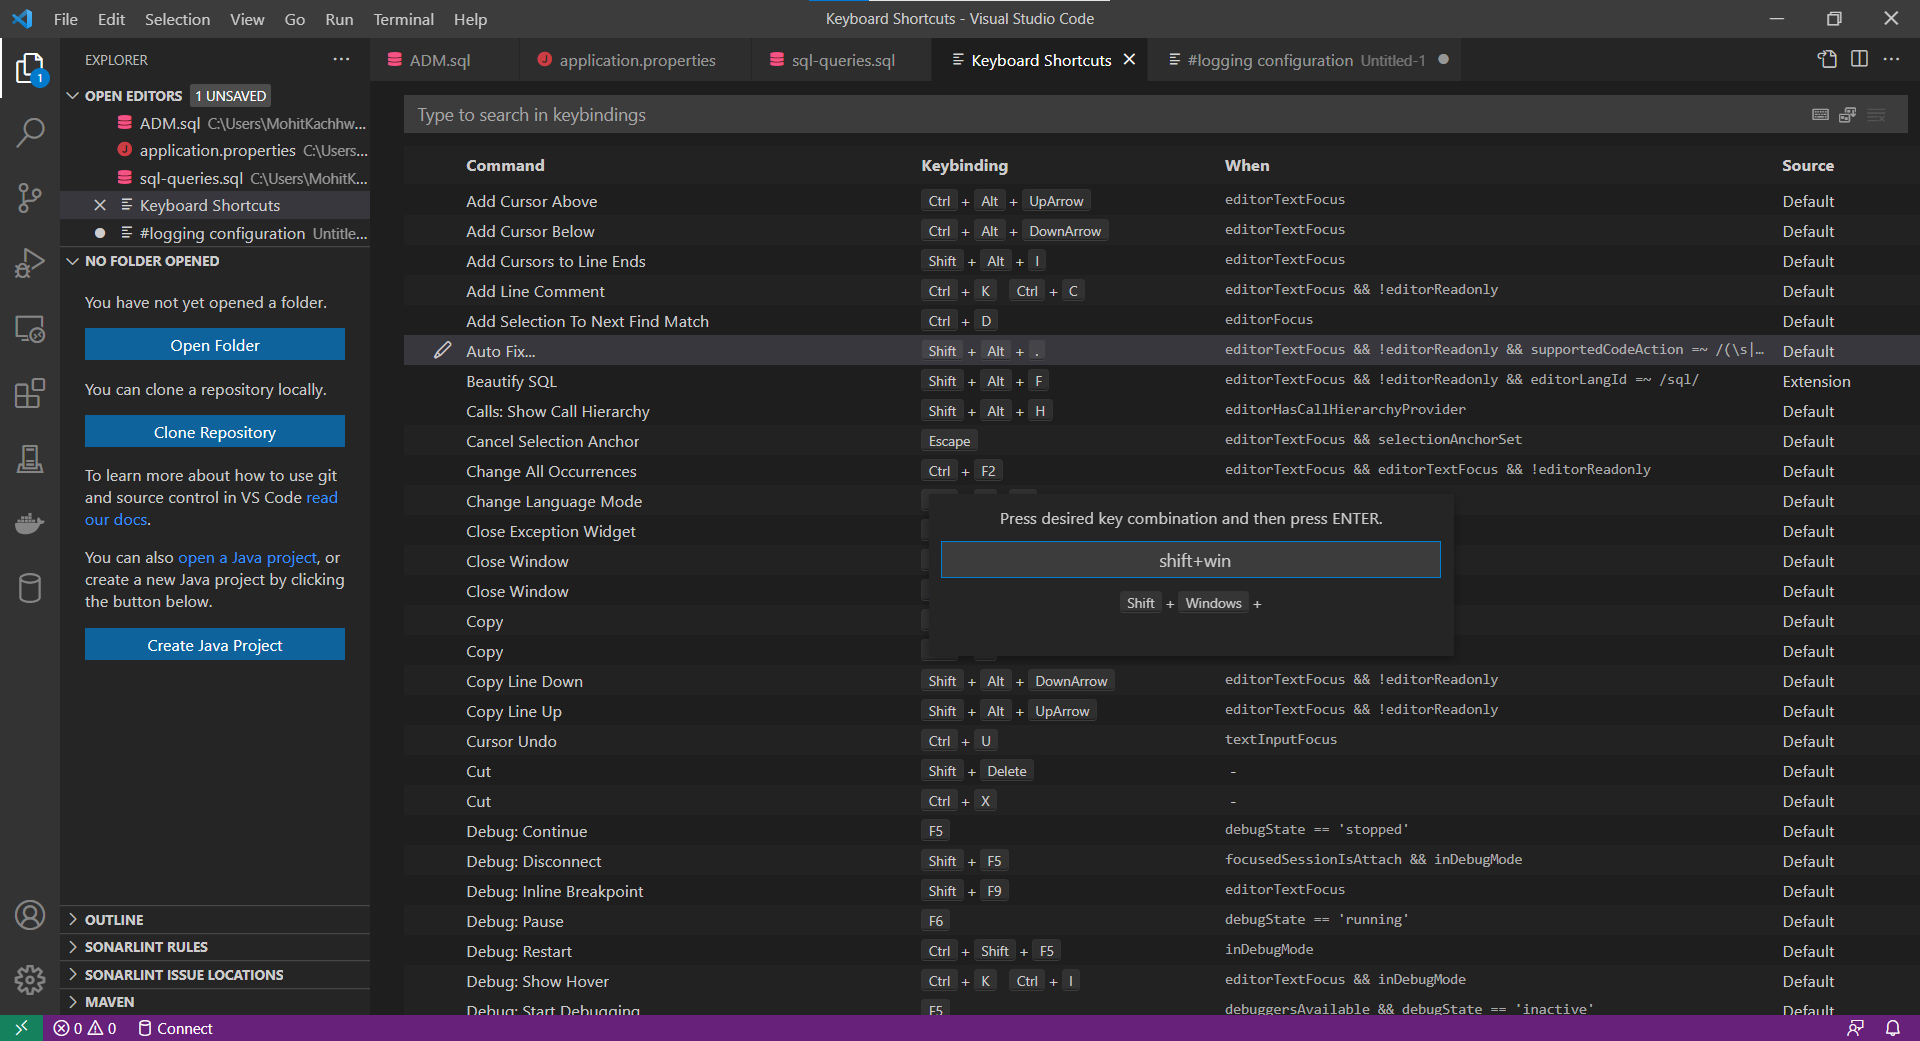 File Edit Selection View Go Run Terminal Help
Keyboard Shortcuts - Visual Studio Code
EXPLORER
ADM.sql
application.properties
sql-queries.sql
Keyboard Shortcuts
#logging configuration Untitled-1
1
OPEN EDITORS 1 UNSAVED
ADM.sql C:\Users\MohitKachhw...
application.properties C:\Users...
sql-queries.sql C:\Users\MohitK...
Keyboard Shortcuts
#logging configuration Untitle...
NO FOLDER OPENED
You have not yet opened a folder.
Open Folder
You can clone a repository locally.
Clone Repository
To learn more about how to use git
and source control in VS Code read
our docs.
You can also open a Java project, or
create a new Java project by clicking
the button below.
Create Java Project
OUTLINE
SONARLINT RULES
SONARLINT ISSUE LOCATIONS
MAVEN
Type to search in keybindings
Command Keybinding When Source
Add Cursor Above Ctrl + Alt + UpArrow editorTextFocus Default
Add Cursor Below Ctrl + Alt + DownArrow editorTextFocus Default
Add Cursors to Line Ends Shift + Alt + I editorTextFocus Default
Add Line Comment Ctrl + K Ctrl + C editorTextFocus && !editorReadonly Default
Add Selection To Next Find Match Ctrl + D editorFocus Default
Auto Fix... Shift + Alt + . editorTextFocus && !editorReadonly && supportedCodeAction =~ /(\s|... Default
Beautify SQL Shift + Alt + F editorTextFocus && !editorReadonly && editorLangId =~ /sql/ Extension
Calls: Show Call Hierarchy Shift + Alt + H editorHasCallHierarchyProvider Default
Cancel Selection Anchor Escape editorTextFocus && selectionAnchorSet Default
Change All Occurrences Ctrl + F2 editorTextFocus && editorTextFocus && !editorReadonly Default
Change Language Mode Default
Close Exception Widget Default
Close Window Default
Close Window Default
Copy Default
Copy Default
Press desired key combination and then press ENTER.
shift+win
Shift + Windows +
Copy Line Down Shift + Alt + DownArrow editorTextFocus && !editorReadonly Default
Copy Line Up Shift + Alt + UpArrow editorTextFocus && !editorReadonly Default
Cursor Undo Ctrl + U textInputFocus Default
Cut Shift + Delete - Default
Cut Ctrl + X - Default
Debug: Continue F5 debugState == 'stopped' Default
Debug: Disconnect Shift + F5 focusedSessionIsAttach && inDebugMode Default
Debug: Inline Breakpoint Shift + F9 editorTextFocus Default
Debug: Pause F6 debugState == 'running' Default
Debug: Restart Ctrl + Shift + F5 inDebugMode Default
Debug: Show Hover Ctrl + K Ctrl + I editorTextFocus && inDebugMode Default
Debug: Start Debugging F5 debuggersAvailable && debugState == 'inactive' Default
0 0 Connect